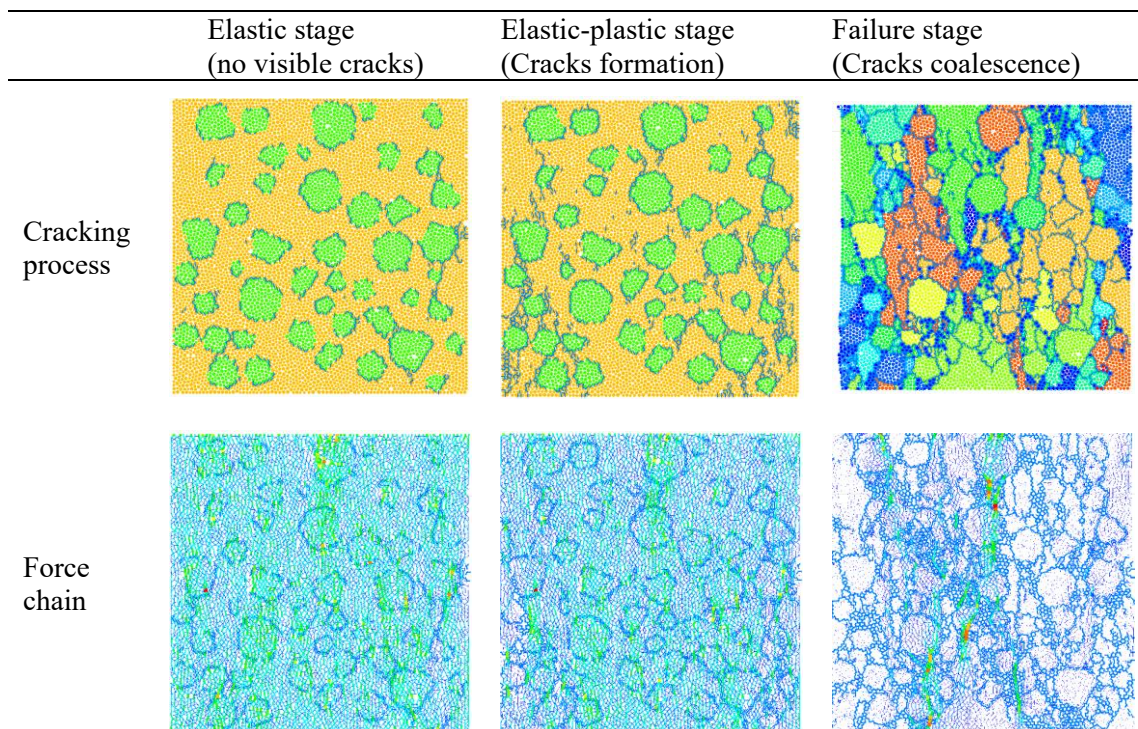 Elastic stage
(no visible cracks)
Elastic-plastic stage
(Cracks formation)
Failure stage
(Cracks coalescence)
Cracking
process
Force
chain